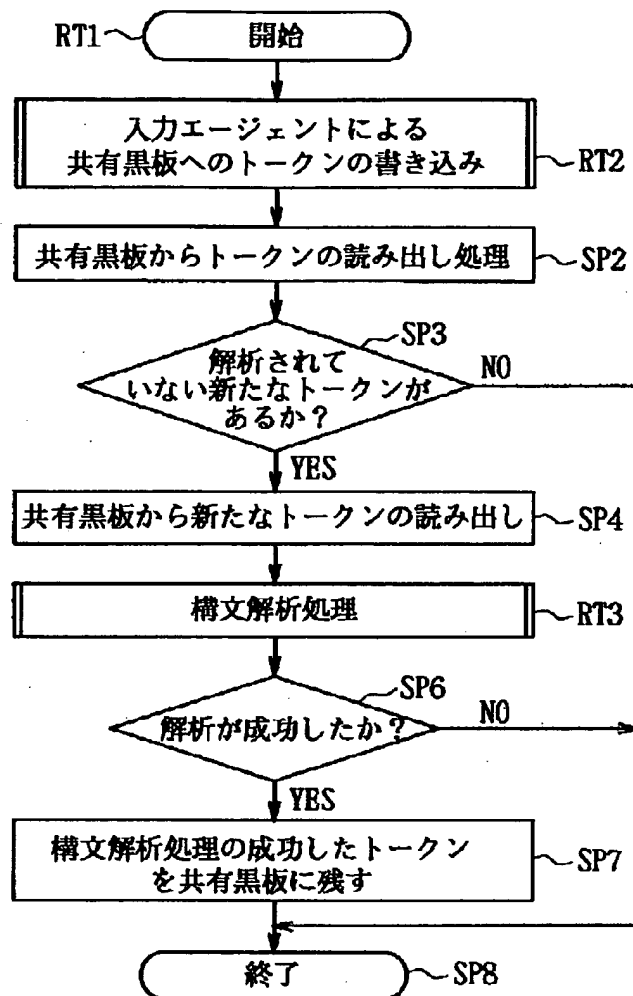 RT1
開始
入力エージェントによる
共有黒板へのトークンの書き込み
RT2
共有黒板からトークンの読み出し処理
SP2
SP3
解析されて
いない新たなトークンが
あるか？
NO
YES
共有黒板から新たなトークンの読み出し
SP4
構文解析処理
RT3
SP6
解析が成功したか？
NO
YES
構文解析処理の成功したトークン
を共有黒板に残す
SP7
終了
SP8